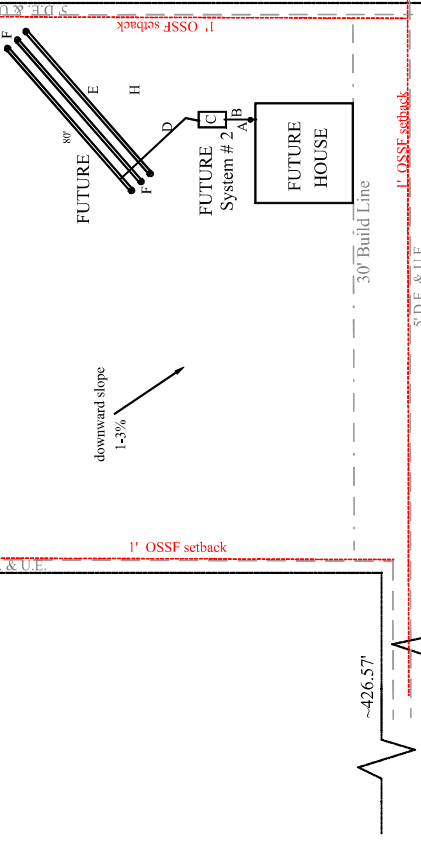 5' D.E. & U
1' OSSF setback
F
E
H
80'
D
C
B
A
F
FUTURE
FUTURE
System # 2
FUTURE
HOUSE
1' OSSF setback
30' Build Line
5' D.E. & U.E.
downward slope
1-3%
1' OSSF setback
. & U.E.
~426.57'